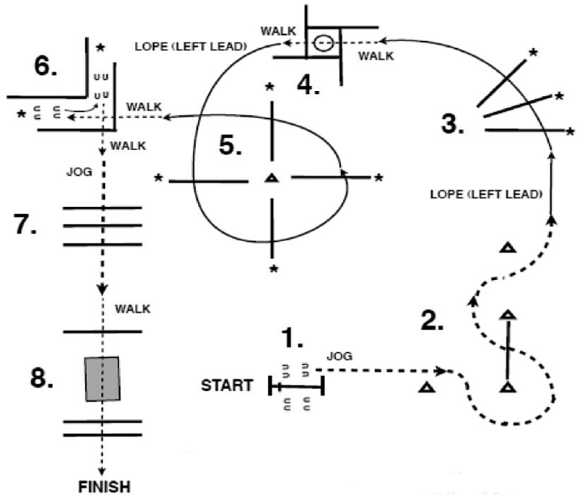 WALK
LOPE (LEFT LEAD)
WALK
4.
6.
WALK
5.
3.
WALK
JOG
LOPE (LEFT LEAD)
7.
2.
WALK
1.
JOG
8.
START
FINISH